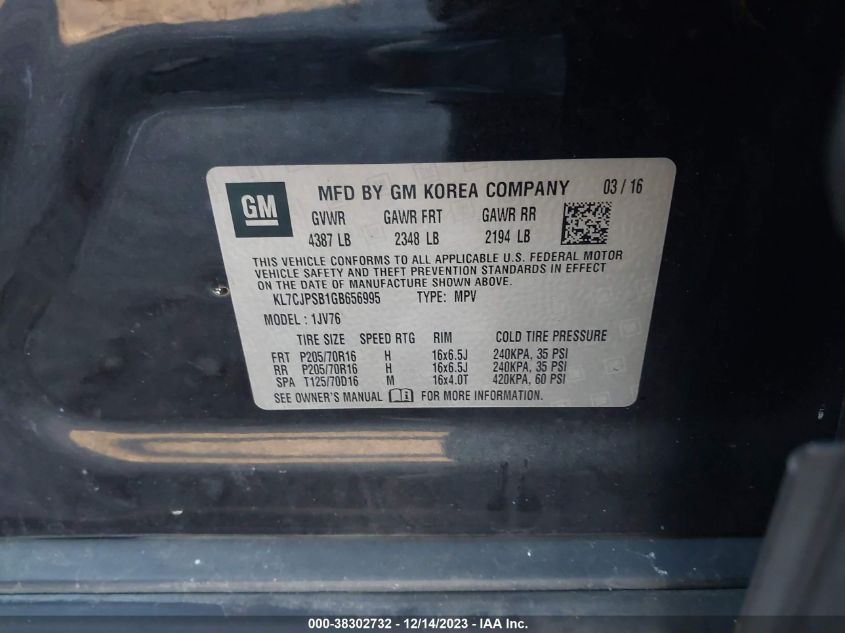 GM
MFD BY GM KOREA COMPANY 03 / 16
GVWR GAWR FRT GAWR RR
4387 LB 2348 LB 2194 LB
THIS VEHICLE CONFORMS TO ALL APPLICABLE U.S. FEDERAL MOTOR
VEHICLE SAFETY AND THEFT PREVENTION STANDARDS IN EFFECT
ON THE DATE OF MANUFACTURE SHOWN ABOVE.
KL7CJPSB1GB656995 TYPE: MPV
MODEL : 1JV76
TIRE SIZE SPEED RTG RIM COLD TIRE PRESSURE
FRT P205/70R16 H 16x6.5J 240KPA, 35 PSI
RR P205/70R16 H 16x6.5J 240KPA, 35 PSI
SPA T125/70D16 M 16x4.0T 420KPA, 60 PSI
SEE OWNER'S MANUAL FOR MORE INFORMATION.
000-38302732 - 12/14/2023 - IAA Inc.